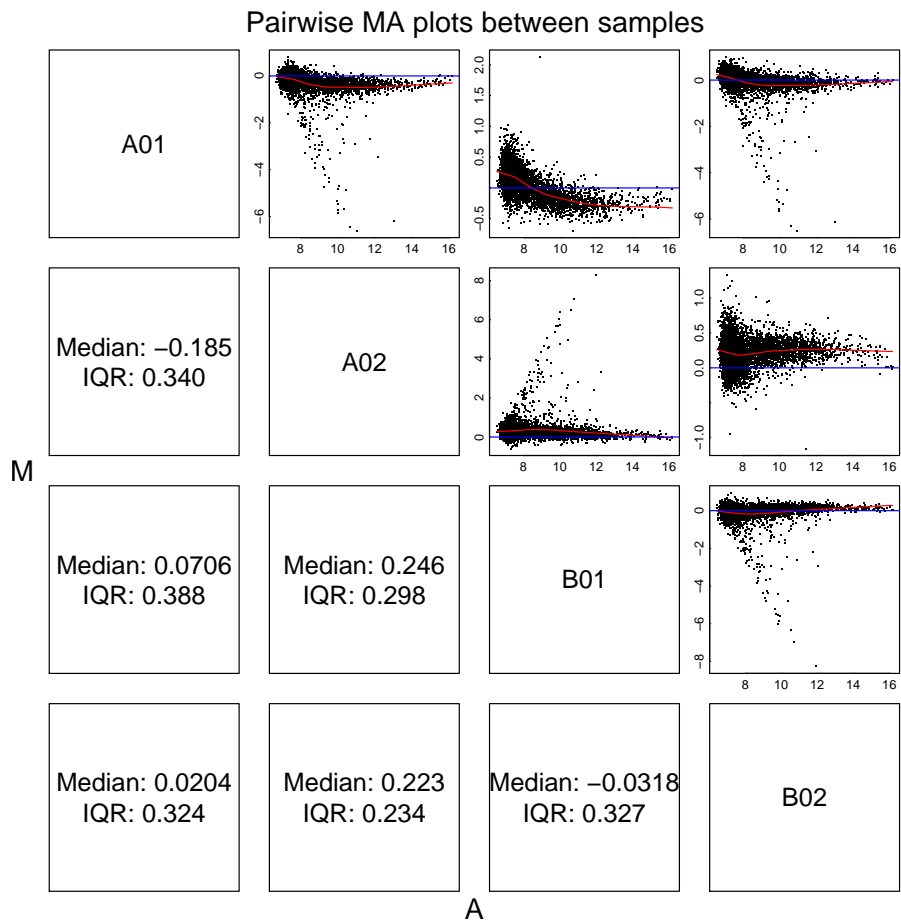 Pairwise MA plots between samples
A01
0
−2
−4
−6
8 10 12 14 16
2.0
1.5
1.0
0.5
−0.5
8 10 12 14 16
0
−2
−4
−6
8 10 12 14 16
Median: −0.185
IQR: 0.340
A02
8
6
4
2
0
8 10 12 14 16
1.0
0.5
0.0
−1.0
8 10 12 14 16
M
Median: 0.0706
IQR: 0.388
Median: 0.246
IQR: 0.298
B01
0
−2
−4
−6
−8
8 10 12 14 16
Median: 0.0204
IQR: 0.324
Median: 0.223
IQR: 0.234
Median: −0.0318
IQR: 0.327
B02
A